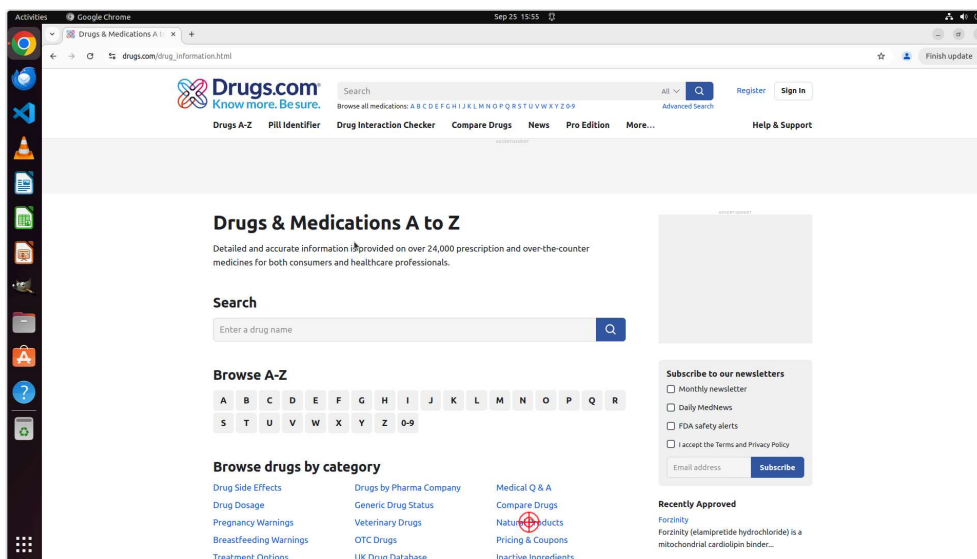 Activities Google Chrome Sep 25 15:55
Drugs & Medications A to × +
drugs.com/drug_information.html Finish update
Drugs.com
Know more. Be sure.
Search All
Register Sign In
Browse all medications: A B C D E F G H I J K L M N O P Q R S T U V W X Y Z 0-9 Advanced Search
Drugs A-Z Pill Identifier Drug Interaction Checker Compare Drugs News Pro Edition More... Help & Support
ADVERTISEMENT
Drugs & Medications A to Z
Detailed and accurate information is provided on over 24,000 prescription and over-the-counter
medicines for both consumers and healthcare professionals.
Search
Enter a drug name
Browse A-Z
A B C D E F G H I J K L M N O P Q R
S T U V W X Y Z 0-9
Browse drugs by category
Drug Side Effects Drugs by Pharma Company Medical Q & A
Drug Dosage Generic Drug Status Compare Drugs
Pregnancy Warnings Veterinary Drugs Natural Products
Breastfeeding Warnings OTC Drugs Pricing & Coupons
Treatment Options UK Drug Database Inactive Ingredients
ADVERTISEMENT
Subscribe to our newsletters
Monthly newsletter
Daily MedNews
FDA safety alerts
I accept the Terms and Privacy Policy
Email address Subscribe
Recently Approved
Forzinity
Forzinity (elamipretide hydrochloride) is a
mitochondrial cardiolipin binder...